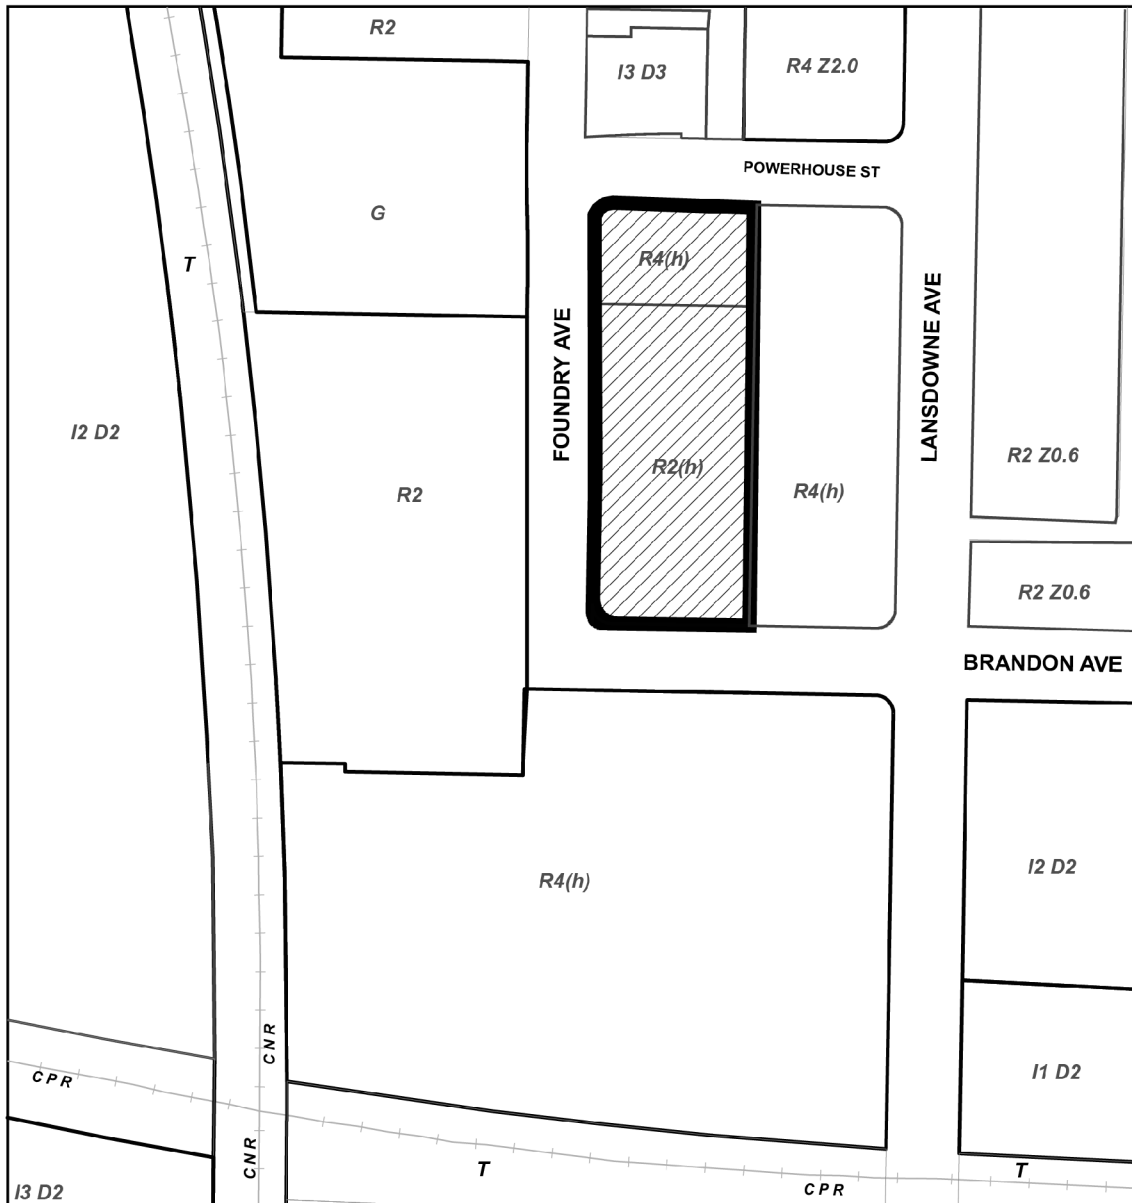 R2
I3 D3
R4 Z2.0
POWERHOUSE ST
G
T
R4(h)
FOUNDRY AVE
LANSDOWNE AVE
I2 D2
R2
R2(h)
R4(h)
R2 Z0.6
R2 Z0.6
BRANDON AVE
R4(h)
I2 D2
CNR
CPR
I1 D2
CNR
T
T
CPR
I3 D2